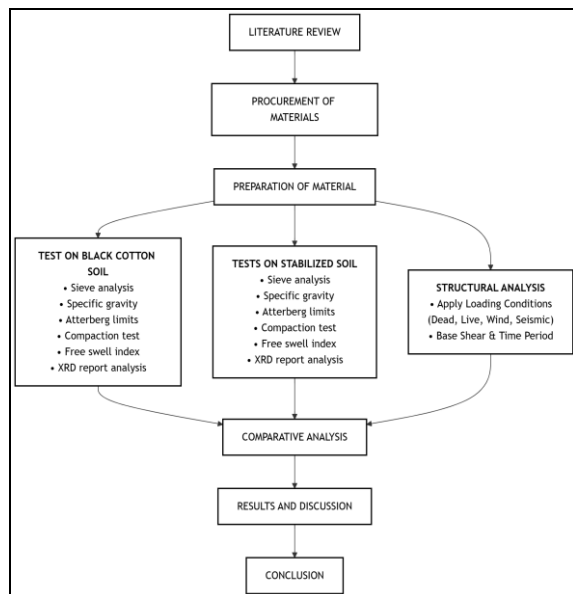 LITERATURE REVIEW
PROCUREMENT OF
MATERIALS
PREPARATION OF MATERIAL
TEST ON BLACK COTTON
SOIL
• Sieve analysis
• Specific gravity
• Atterberg limits
• Compaction test
• Free swell index
• XRD report analysis
TESTS ON STABILIZED SOIL
• Sieve analysis
• Specific gravity
• Atterberg limits
• Compaction test
• Free swell index
• XRD report analysis
STRUCTURAL ANALYSIS
• Apply Loading Conditions
(Dead, Live, Wind, Seismic)
• Base Shear & Time Period
COMPARATIVE ANALYSIS
RESULTS AND DISCUSSION
CONCLUSION